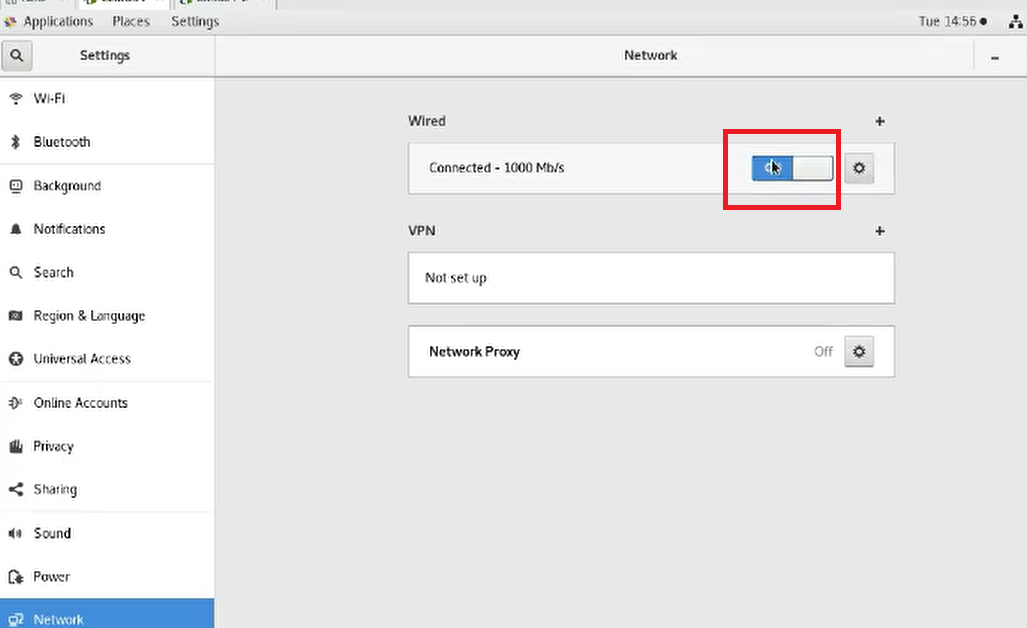 Applications Places Settings Tue 14:56
Settings
Network
Wi-Fi
Bluetooth
Background
Notifications
Search
Region & Language
Universal Access
Online Accounts
Privacy
Sharing
Sound
Power
Network
Wired
Connected - 1000 Mb/s
VPN
Not set up
Network Proxy Off